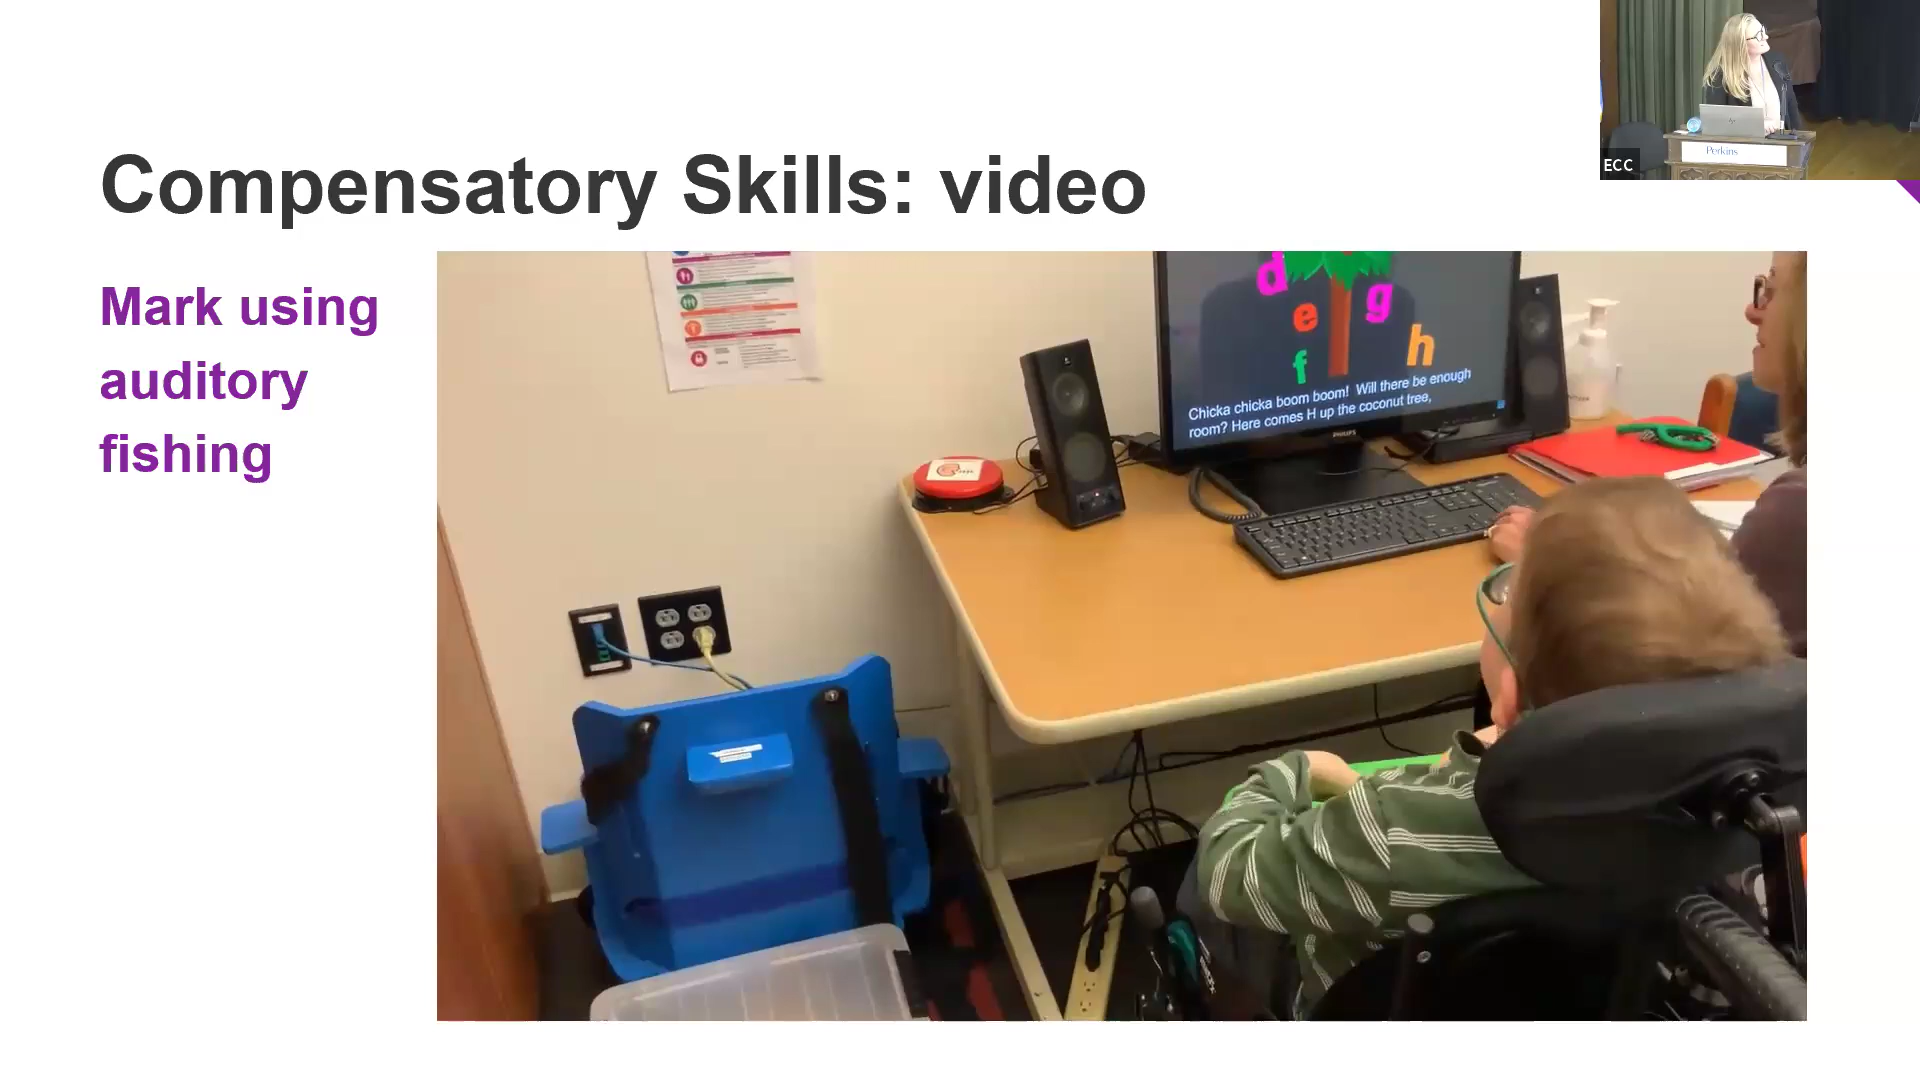 ECC
Perkins
Compensatory Skills: video
Mark using
auditory
fishing
d
g
e
h
f
Chicka chicka boom boom! Will there be enough
room? Here comes H up the coconut tree,
PHILIPS